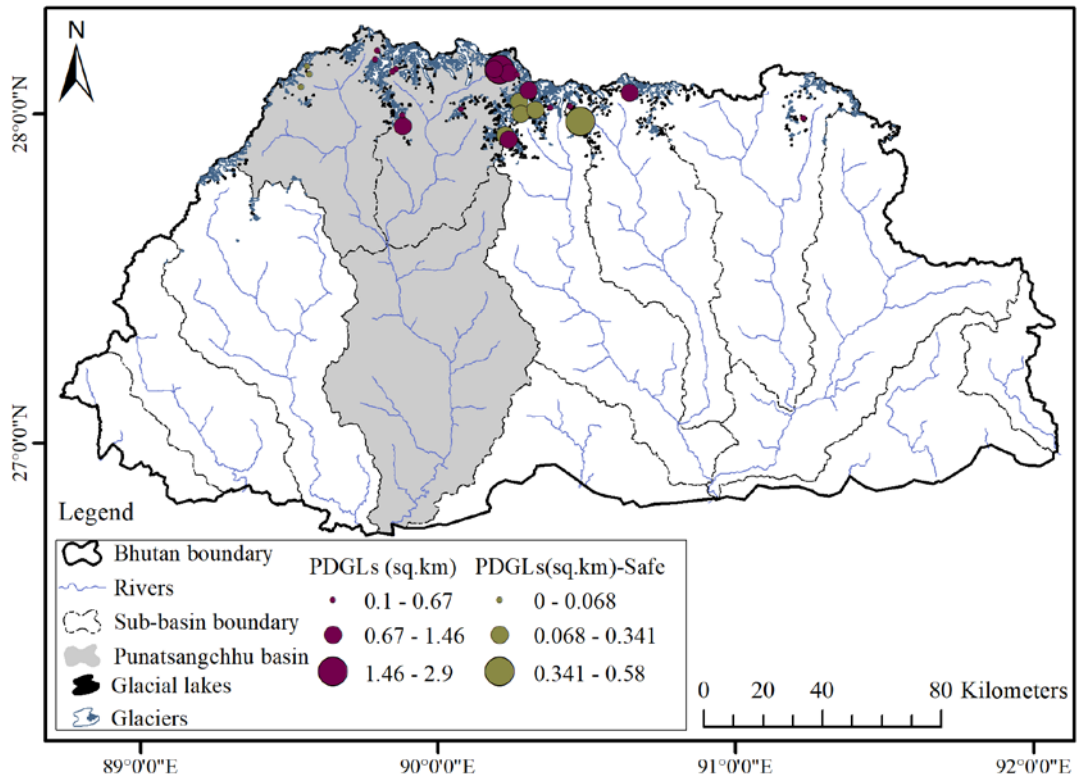 N
28°0'0"N
27°0'0"N
Legend
Bhutan boundary
Rivers
Sub-basin boundary
Punatsangchhu basin
Glacial lakes
Glaciers
PDGLs (sq.km)
0.1 - 0.67
0.67 - 1.46
1.46 - 2.9
PDGLs(sq.km)-Safe
0 - 0.068
0.068 - 0.341
0.341 - 0.58
0 20 40 80 Kilometers
89°0'0"E 90°0'0"E 91°0'0"E 92°0'0"E